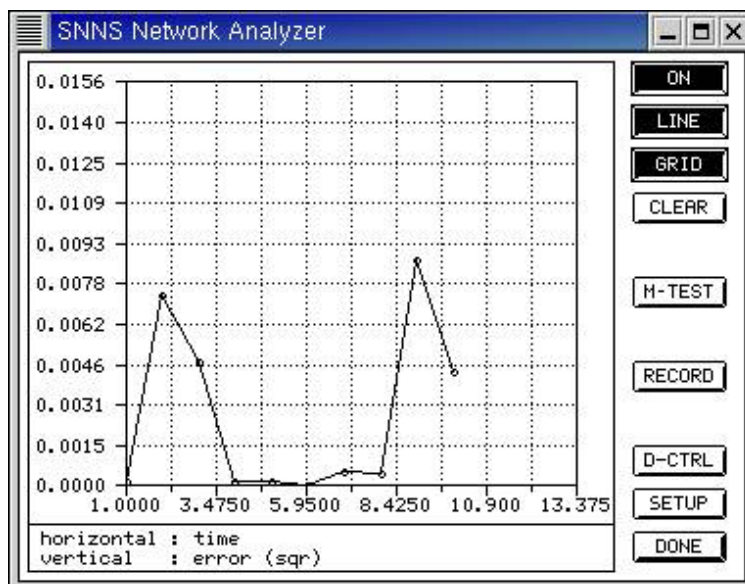 SNNS Network Analyzer
0.0156
0.0140
0.0125
0.0109
0.0093
0.0078
0.0062
0.0046
0.0031
0.0015
0.0000
1.0000 3.4750 5.9500 8.4250 10.900 13.375
horizontal : time
vertical : error (sqr)
ON
LINE
GRID
CLEAR
M-TEST
RECORD
D-CTRL
SETUP
DONE